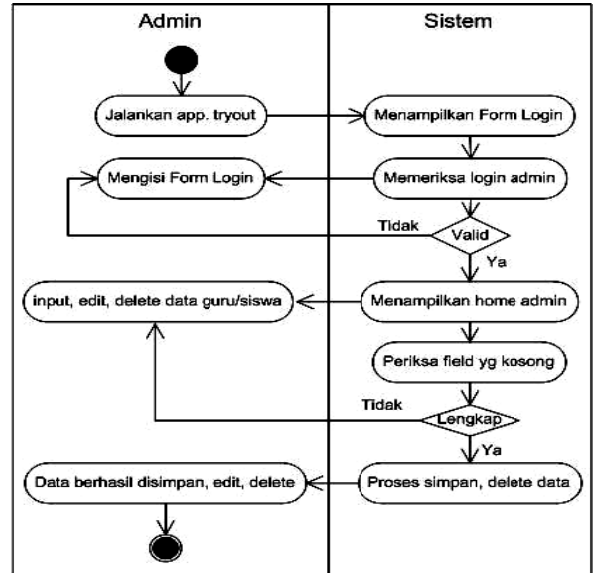 Admin
Sistem
Jalankan app. tryout
Menampilkan Form Login
Mengisi Form Login
Memeriksa login admin
Tidak
Valid
Ya
input, edit, delete data guru/siswa
Menampilkan home admin
Periksa field yg kosong
Tidak
Lengkap
Ya
Data berhasil disimpan, edit, delete
Proses simpan, delete data